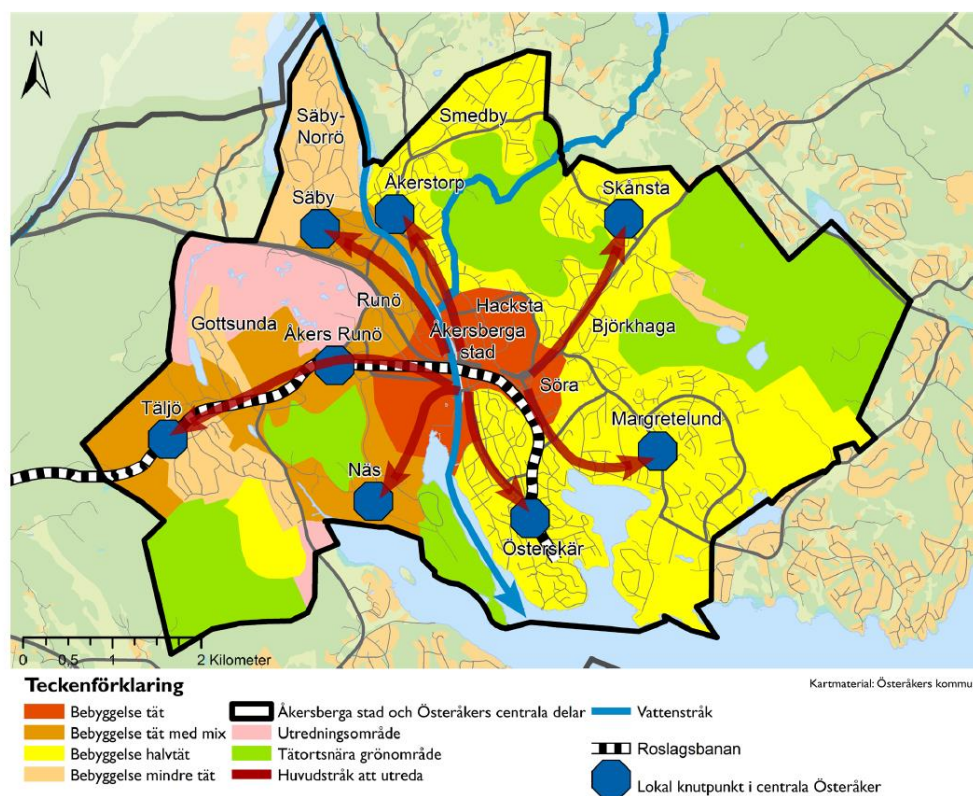 N
Säby-
Norrö
Smedby
Säby
Åkerstorp
Skånsta
Runö
Hacksta
Gottsunda
Åkers Runö
Åkersberga
stad
Björkhaga
Söra
Täljö
Margretelund
Näs
Österskär
0 0,5 1 2 Kilometer
Teckenförklaring
Kartmaterial: Österåkers kommu
Bebyggelse tät
Bebyggelse tät med mix
Bebyggelse halvtät
Bebyggelse mindre tät
Åkersberga stad och Österåkers centrala delar
Utredningsområde
Tätortsnära grönområde
Huvudstråk att utreda
Vattenstråk
Roslagsbanan
Lokal knutpunkt i centrala Österåker